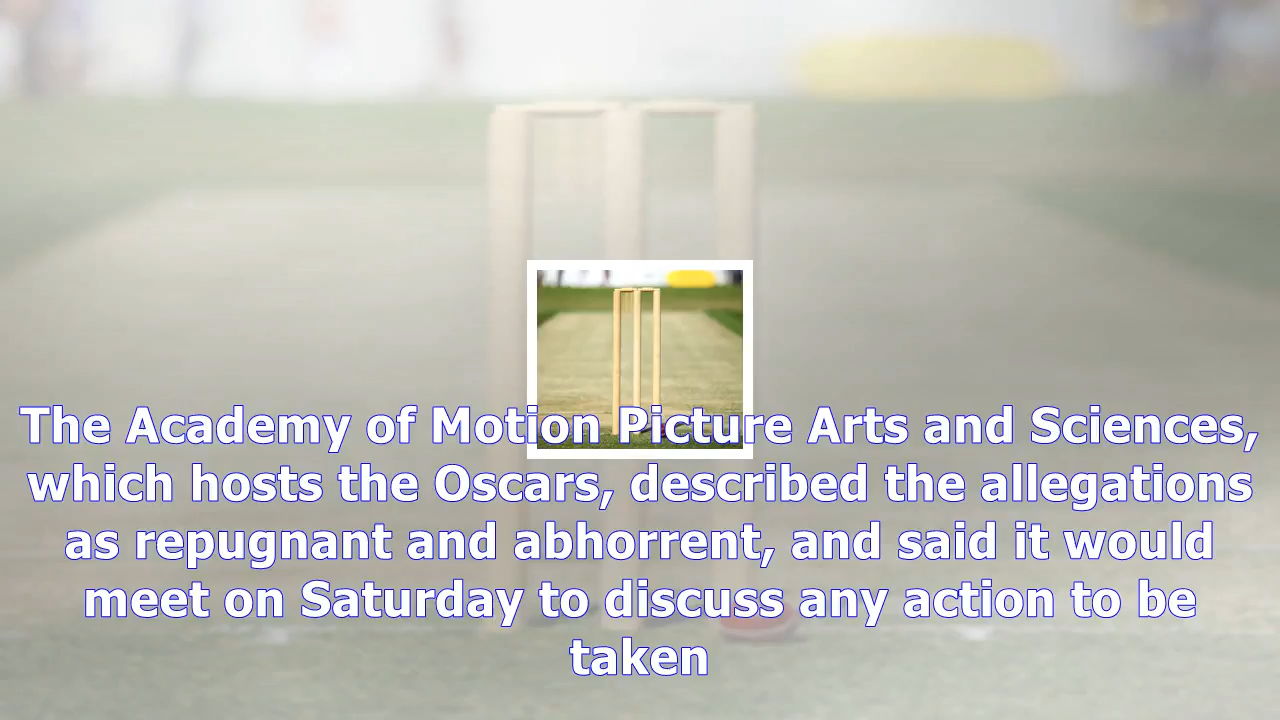 The Academy of Motion Picture Arts and Sciences,
which hosts the Oscars, described the allegations
as repugnant and abhorrent, and said it would
meet on Saturday to discuss any action to be
taken